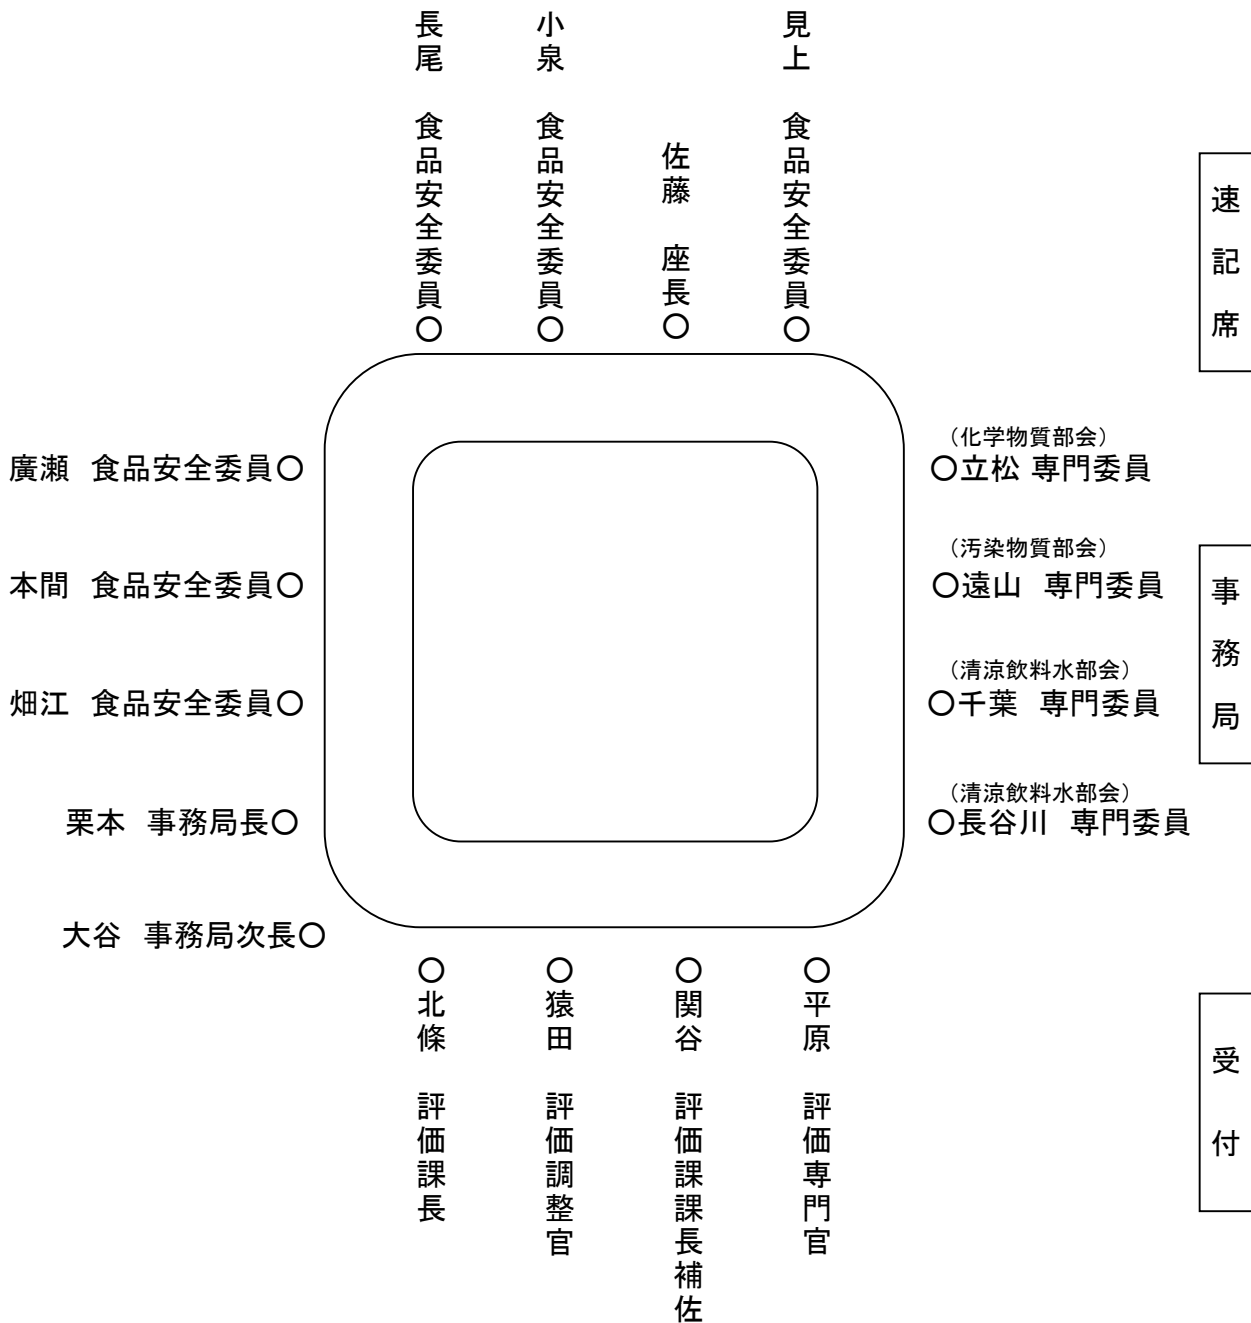 長尾　食品安全委員○
小泉　食品安全委員○
佐藤　座長○
見上　食品安全委員○
速記席
廣瀬　食品安全委員○
本間　食品安全委員○
畑江　食品安全委員○
栗本　事務局長○
大谷　事務局次長○
（化学物質部会）
○立松 専門委員
（汚染物質部会）
○遠山　専門委員
（清涼飲料水部会）
○千葉　専門委員
（清涼飲料水部会）
○長谷川　専門委員
事務局
○北條　評価課長
○猿田　評価調整官
○関谷　評価課課長補佐
○平原　評価専門官
受付